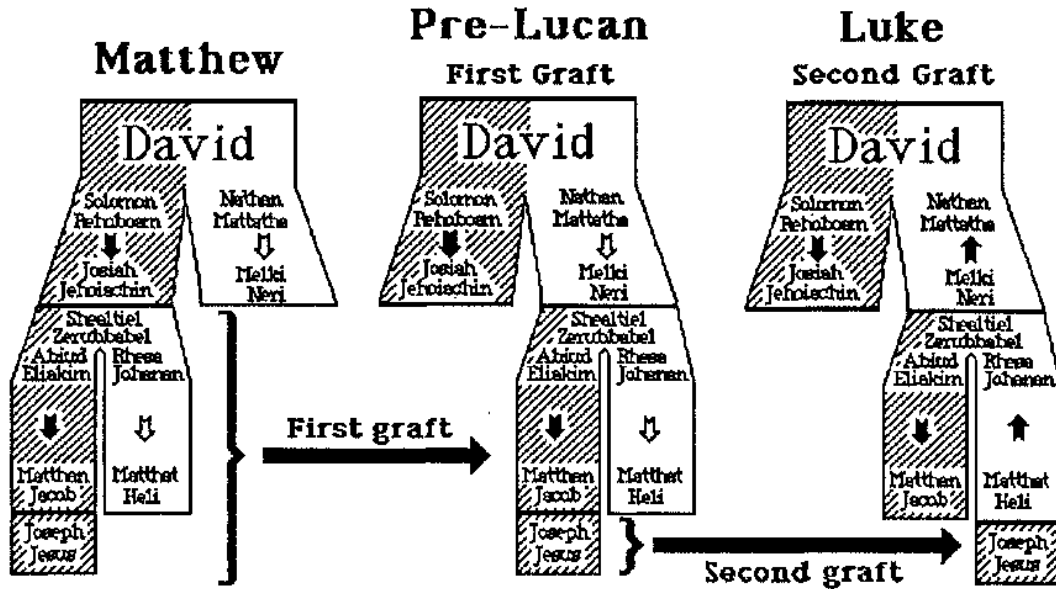 Matthew
David
Solomon
Rehoboam
Nathan
Mattatha
Josiah
Jehoiachin
Melki
Neri
Shealtiel
Zerubbabel
Abiud
Eliakim
Rhesa
Johanan
Matthan
Jacob
Matthat
Heli
Joseph
Jesus
First graft
Pre-Lucan
First Graft
David
Solomon
Rehoboam
Nathan
Mattatha
Josiah
Jehoiachin
Melki
Neri
Shealtiel
Zerubbabel
Abiud
Eliakim
Rhesa
Johanan
Matthan
Jacob
Matthat
Heli
Joseph
Jesus
Second graft
Luke
Second Graft
David
Solomon
Rehoboam
Nathan
Mattatha
Josiah
Jehoiachin
Melki
Neri
Shealtiel
Zerubbabel
Abiud
Eliakim
Rhesa
Johanan
Matthan
Jacob
Matthat
Heli
Joseph
Jesus